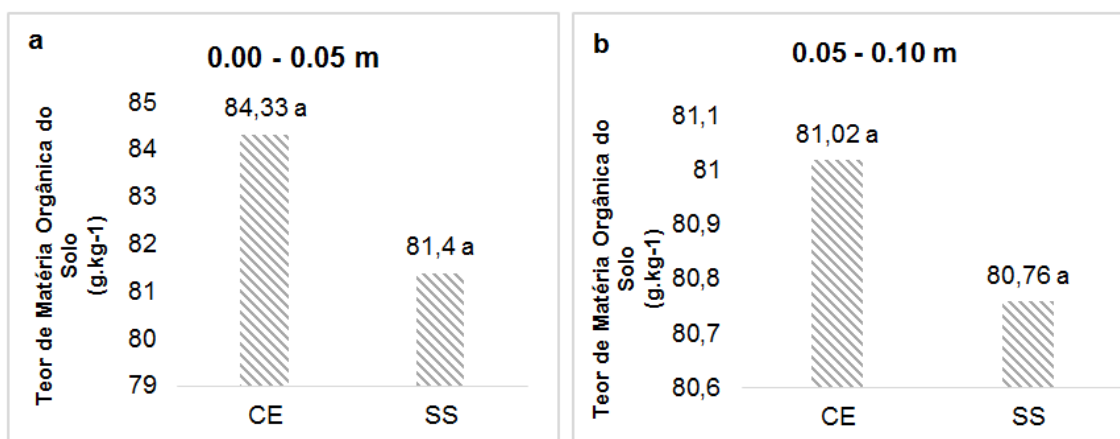 a
0.00 - 0.05 m
Teor de Matéria Orgânica do
Solo
(g.kg-1)
85
84
83
82
81
80
79
84,33 a
81,4 a
CE
SS
b
0.05 - 0.10 m
Teor de Matéria Orgânica do
Solo
(g.kg-1)
81,1
81
80,9
80,8
80,7
80,6
81,02 a
80,76 a
CE
SS